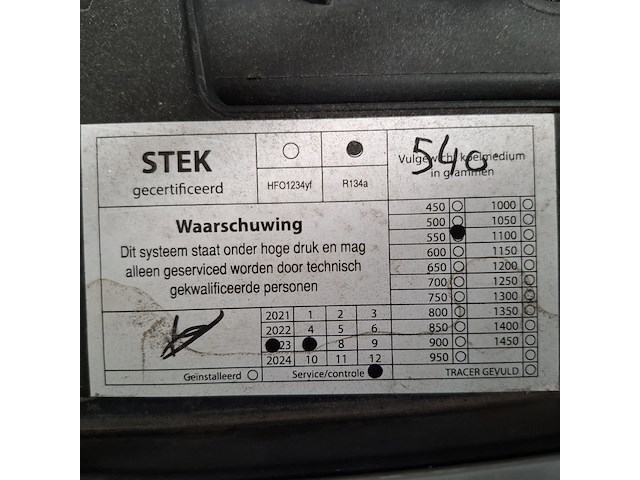 STEK
gecertificeerd
HFO1234yf
R134a
540
Vulgewicht koelmedium
in grammen
Waarschuwing
Dit systeem staat onder hoge druk en mag
alleen geserviced worden door technisch
gekwalificeerde personen
450 1000
500 1050
550 1100
600 1150
650 1200
700 1250
750 1300
800 1350
850 1400
900 1450
950
2021 1 2 3
2022 4 5 6
23 8 9
2024 10 11 12
Geïnstalleerd
Service/controle
TRACER GEVULD